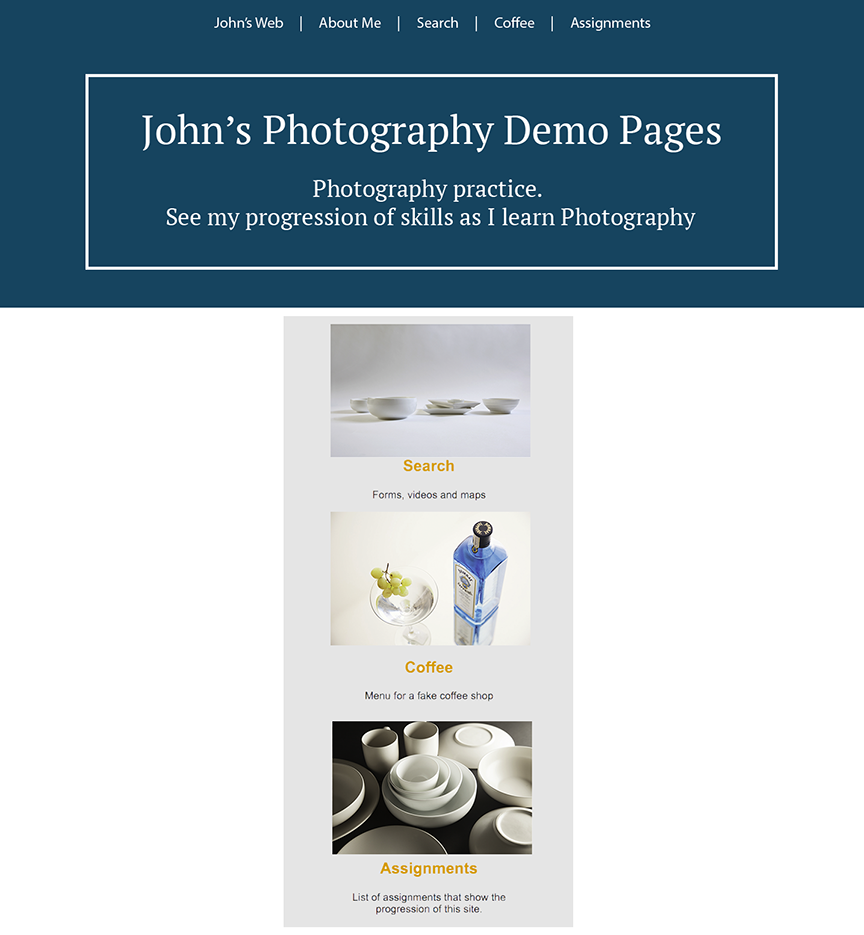 John’s Web | About Me | Search | Coffee | Assignments
John’s Photography Demo Pages
Photography practice.
See my progression of skills as I learn Photography
Search
Forms, videos and maps
Coffee
Menu for a fake coffee shop
Assignments
List of assignments that show the
progression of this site.